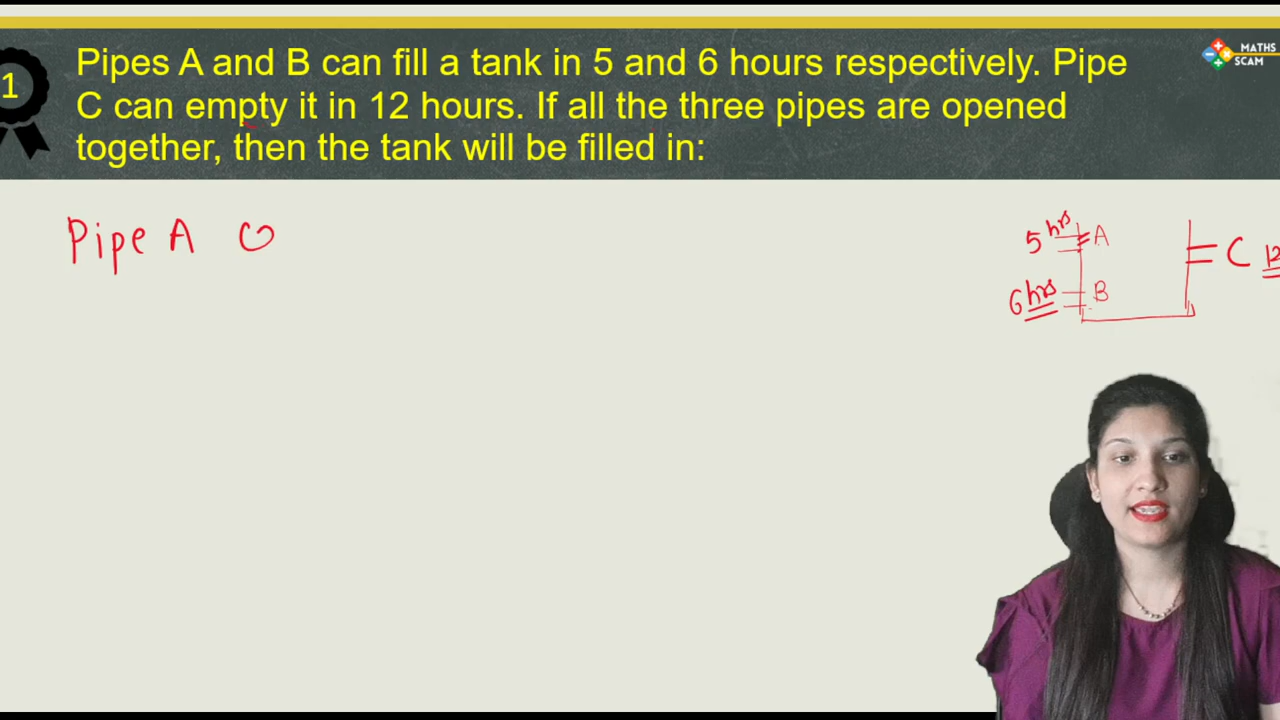 1
Pipes A and B can fill a tank in 5 and 6 hours respectively. Pipe
C can empty it in 12 hours. If all the three pipes are opened
together, then the tank will be filled in:
MATHS
SCAM
Pipe A
5 hrs A
C 12
6 hrs B